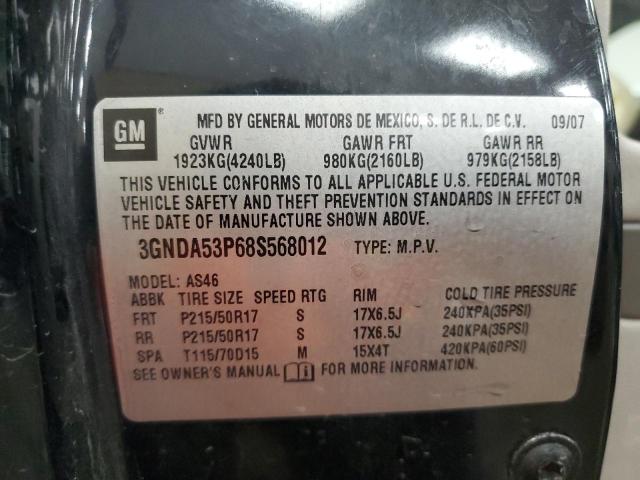 GM
MFD BY GENERAL MOTORS DE MEXICO, S. DE R.L. DE C.V. 09/07
GVWR GAWR FRT GAWR RR
1923KG(4240LB) 980KG(2160LB) 979KG(2158LB)
THIS VEHICLE CONFORMS TO ALL APPLICABLE U.S. FEDERAL MOTOR
VEHICLE SAFETY AND THEFT PREVENTION STANDARDS IN EFFECT ON
THE DATE OF MANUFACTURE SHOWN ABOVE.
3GNDA53P68S568012 TYPE: M.P.V.
MODEL: AS46
ABBK TIRE SIZE SPEED RTG RIM COLD TIRE PRESSURE
FRT P215/50R17 S 17X6.5J 240KPA(35PSI)
RR P215/50R17 S 17X6.5J 240KPA(35PSI)
SPA T115/70D15 M 15X4T 420KPA(60PSI)
SEE OWNER'S MANUAL FOR MORE INFORMATION.